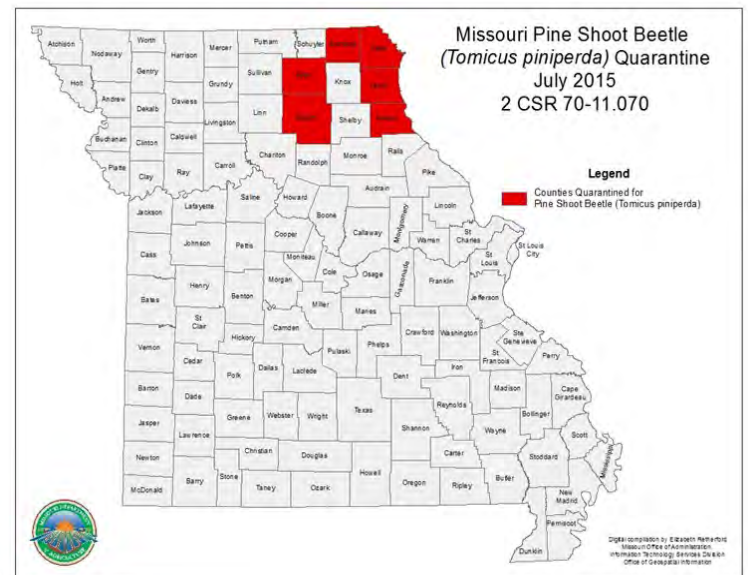 Missouri Pine Shoot Beetle
(Tomicus piniperda) Quarantine
July 2015
2 CSR 70-11.070
Legend
Counties Quarantined for
Pine Shoot Beetle (Tomicus piniperda)
Atchison
Nodaway
Worth
Harrison
Mercer
Putnam
Schuyler
Holt
Gentry
Sullivan
Knox
Andrew
Dekalb
Daviess
Grundy
Linn
Shelby
Buchanan
Clinton
Caldwell
Livingston
Platte
Clay
Ray
Carroll
Chariton
Randolph
Monroe
Ralls
Pike
Audrain
Jackson
Lafayette
Saline
Howard
Boone
Callaway
Montgomery
Lincoln
Warren
St
Charles
St Louis
City
St
Louis
Cass
Johnson
Pettis
Cooper
Moniteau
Cole
Osage
Gasconade
Franklin
Jefferson
Bates
Henry
Benton
Morgan
Miller
Maries
St
Clair
Hickory
Camden
Pulaski
Phelps
Crawford
Washington
St
Francois
Ste
Genevieve
Perry
Vernon
Cedar
Polk
Dallas
Laclede
Dent
Iron
Madison
Cape
Girardeau
Barton
Dade
Greene
Webster
Wright
Texas
Reynolds
Bollinger
Jasper
Lawrence
Shannon
Wayne
Scott
Newton
Christian
Douglas
Carter
Stoddard
Mississippi
McDonald
Barry
Stone
Taney
Ozark
Howell
Oregon
Ripley
Butler
New
Madrid
Pemiscot
Dunklin
Digital compilation by Elizabeth
Missouri Office of Administration
Information Technology Services Division
Office of Geospatial Information